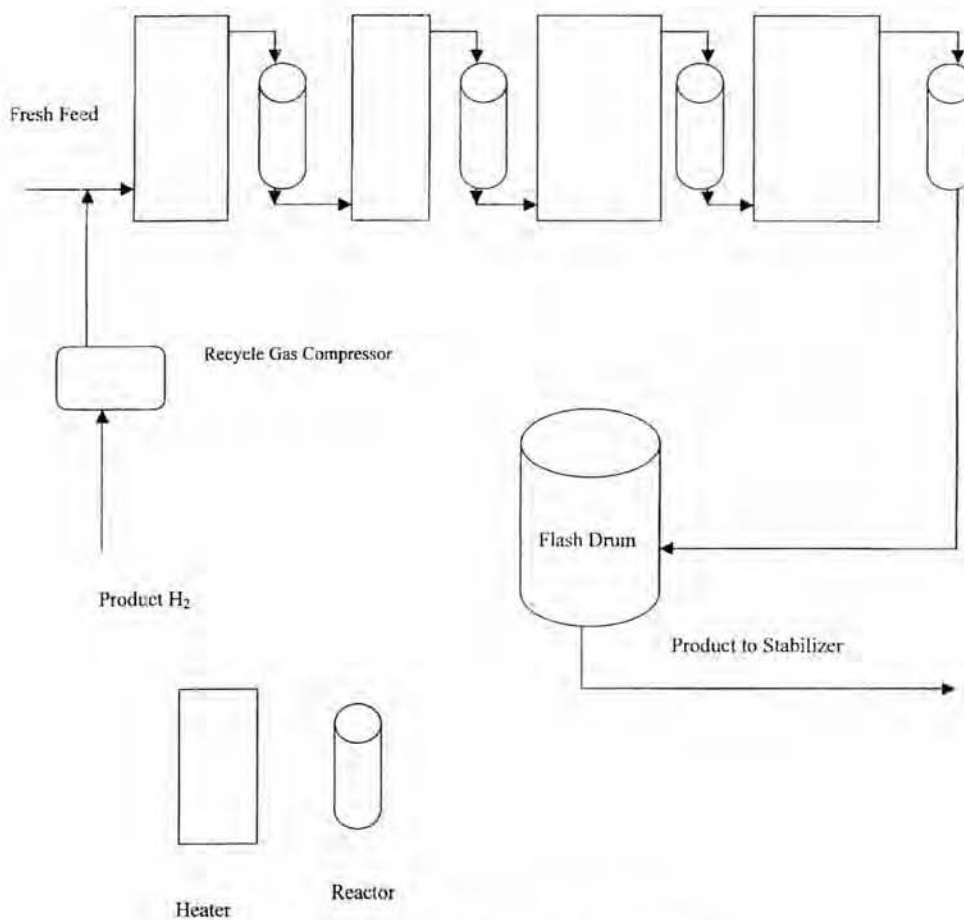 Fresh Feed
Recycle Gas Compressor
Flash Drum
Product H₂
Product to Stabilizer
Reactor
Heater